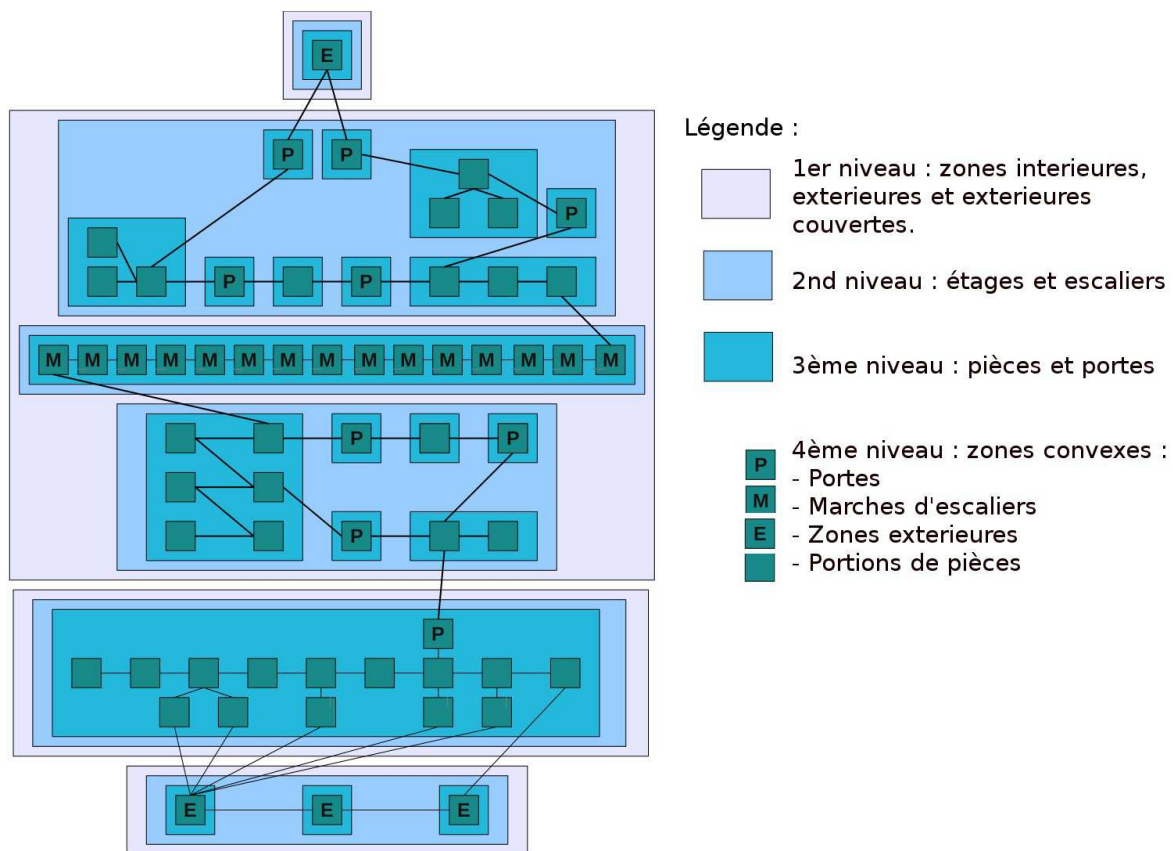 E
P P
P
P P
M M M M M M M M M M M M M M M
P P
P
P
E E E
Légende :
1er niveau : zones interieures,
exterieures et exterieures
couvertes.
2nd niveau : étages et escaliers
3ème niveau : pièces et portes
4ème niveau : zones convexes :
P - Portes
M - Marches d'escaliers
E - Zones exterieures
- Portions de pièces